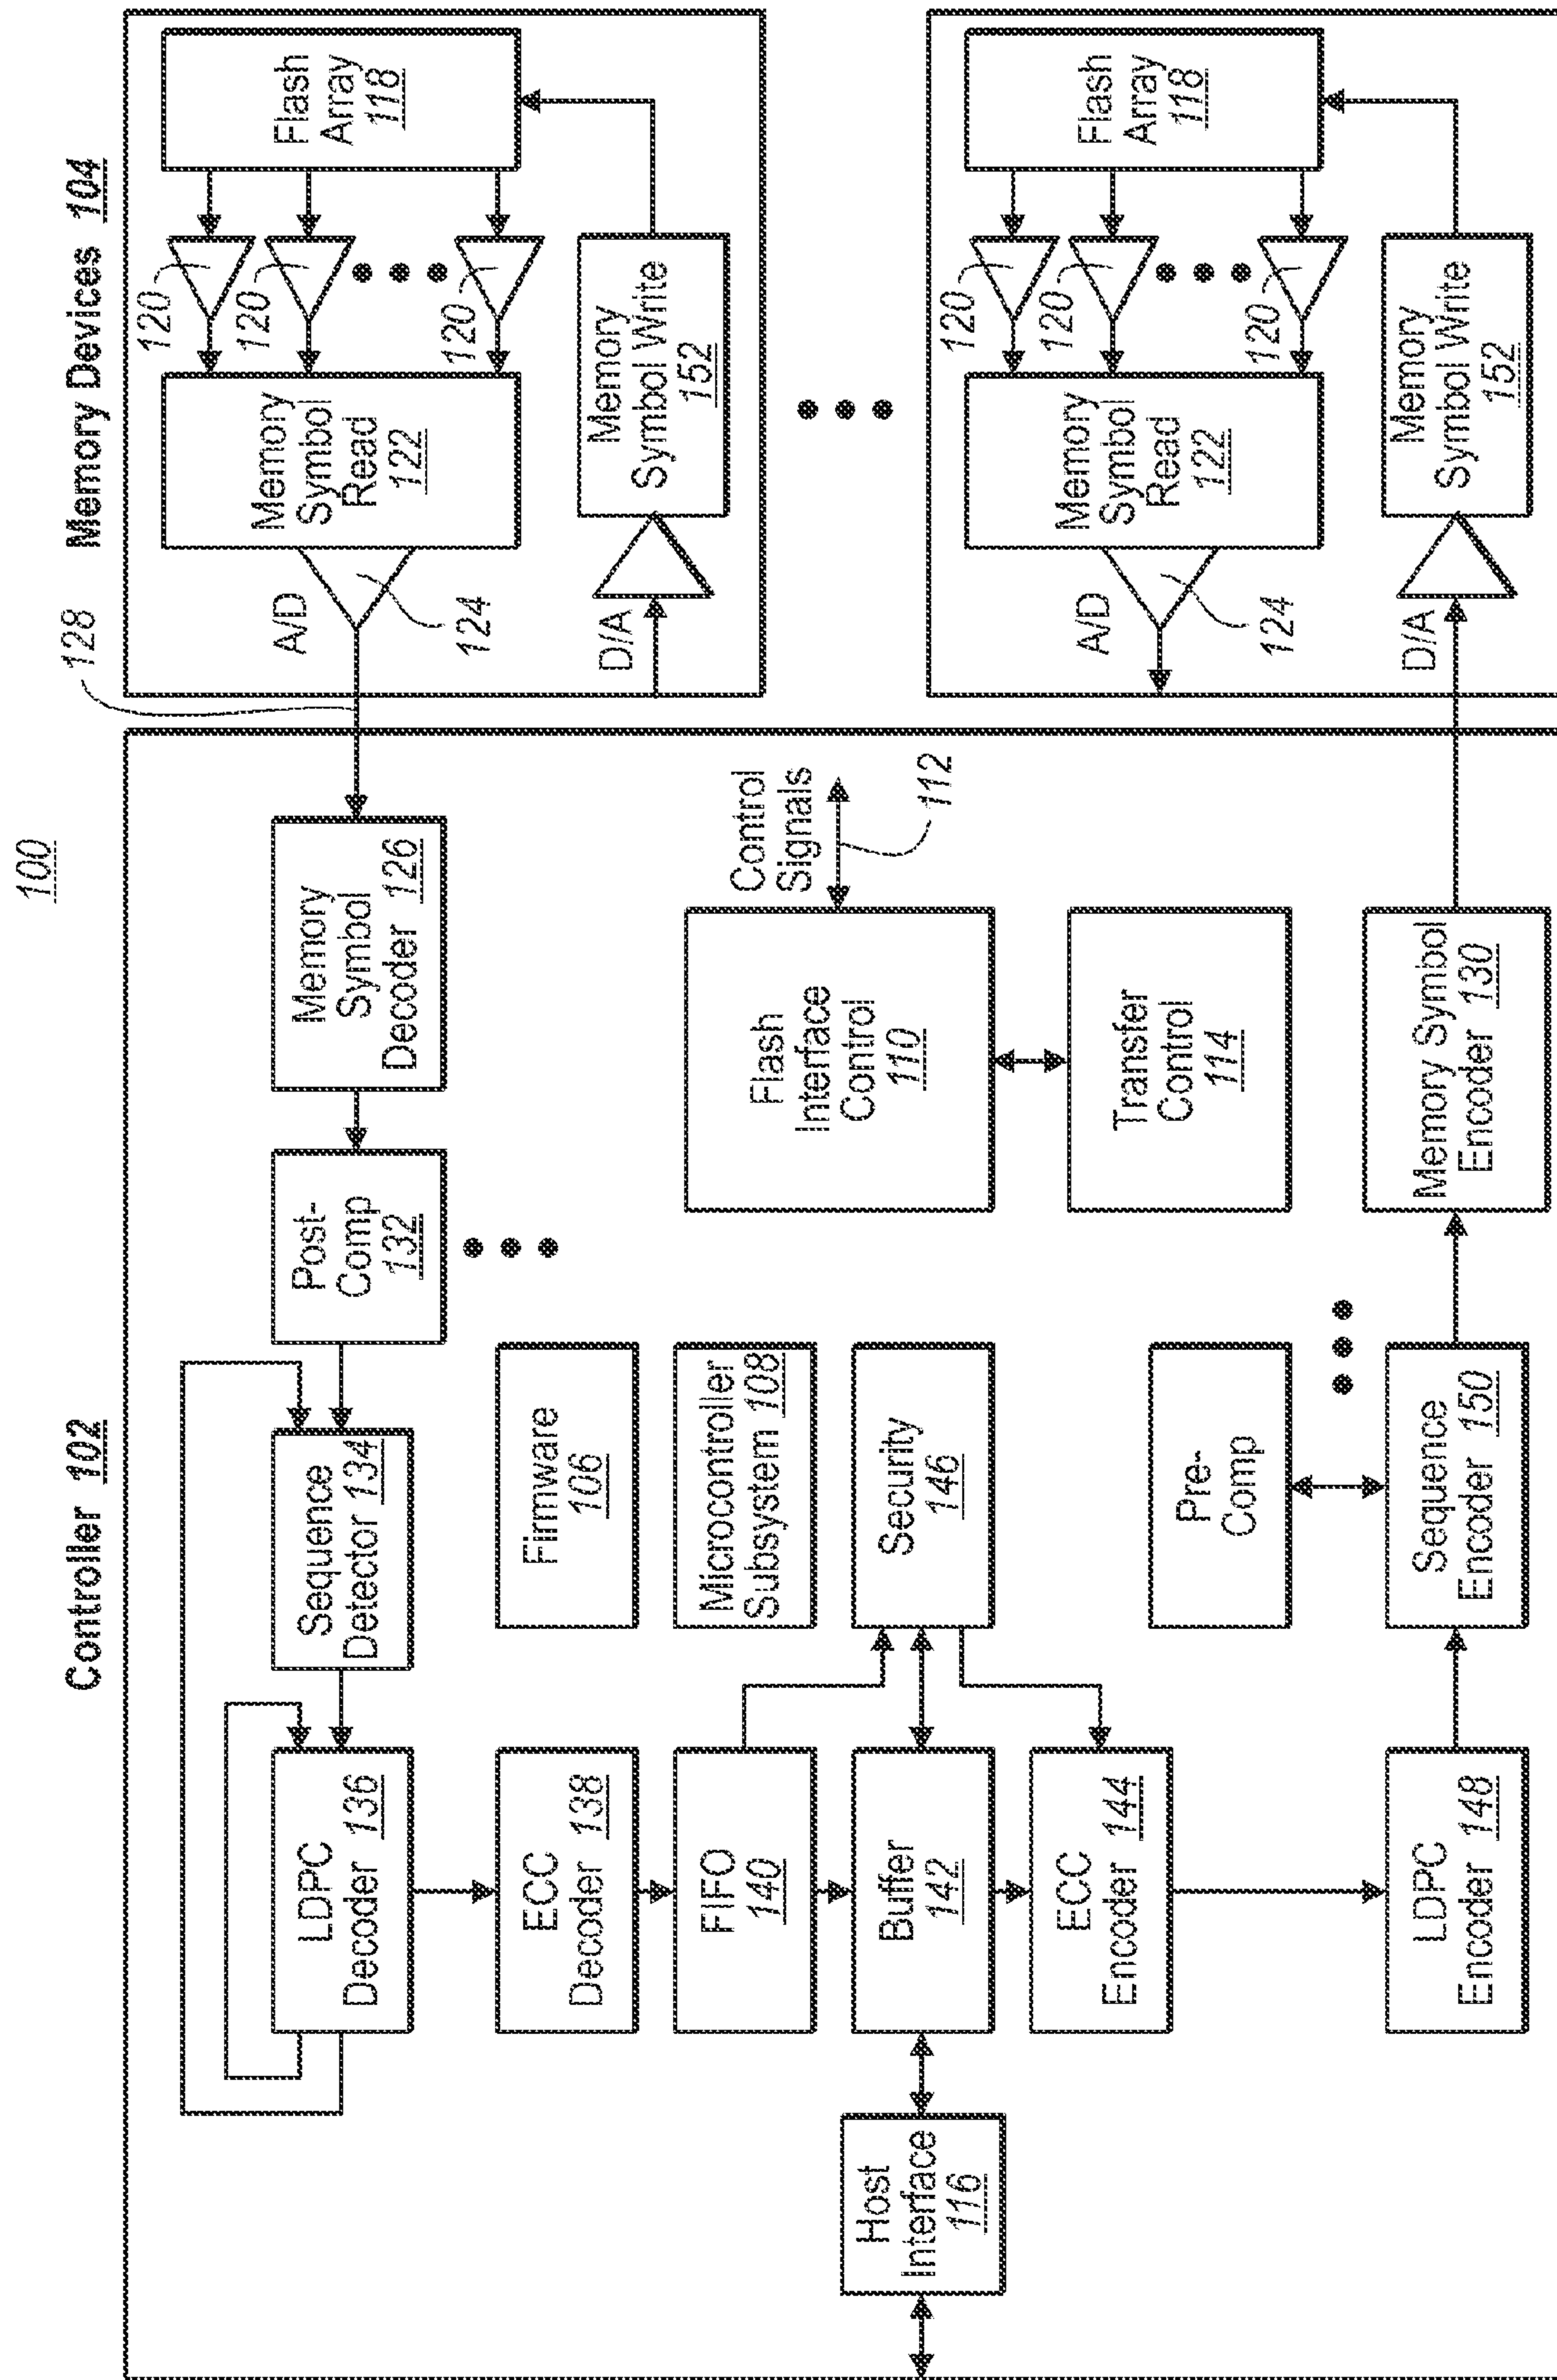 100
Controller 102
Memory Devices 104
128
LDPC
Decoder 136
Sequence
Detector 134
Post-
Comp
132
Memory
Symbol
Decoder 126
A/D
124
Memory
Symbol
Read
122
120
120
120
Flash
Array
118
ECC
Decoder 138
Firmware
106
FIFO
140
Microcontroller
Subsystem 108
Flash
Interface
Control
110
Control
Signals
112
D/A
Memory
Symbol Write
152
Host
Interface
116
Buffer
142
Security
146
ECC
Encoder 144
Transfer
Control
114
Pre-
Comp
A/D
124
Memory
Symbol
Read
122
120
120
120
Flash
Array
118
LDPC
Encoder 148
Sequence
Encoder 150
Memory Symbol
Encoder 130
D/A
Memory
Symbol Write
152